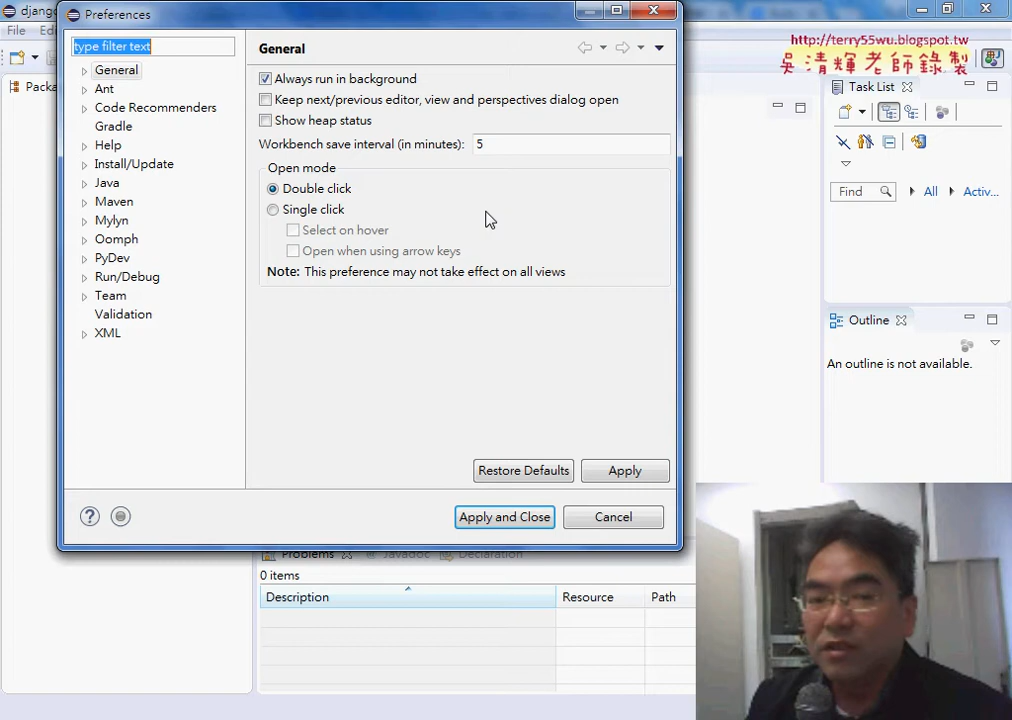 django
Preferences
File
http://terry55wu.blogspot.tw
吳清輝老師錄製
type filter text
General
Ant
Code Recommenders
Gradle
Help
Install/Update
Java
Maven
Mylyn
Oomph
PyDev
Run/Debug
Team
Validation
XML
General
Always run in background
Keep next/previous editor, view and perspectives dialog open
Show heap status
Workbench save interval (in minutes): 5
Open mode
Double click
Single click
Select on hover
Open when using arrow keys
Note: This preference may not take effect on all views
Restore Defaults
Apply
Apply and Close
Cancel
Task List
Find
All
Activ...
Outline
An outline is not available.
Problems
Javadoc
Declaration
0 items
Description
Resource
Path